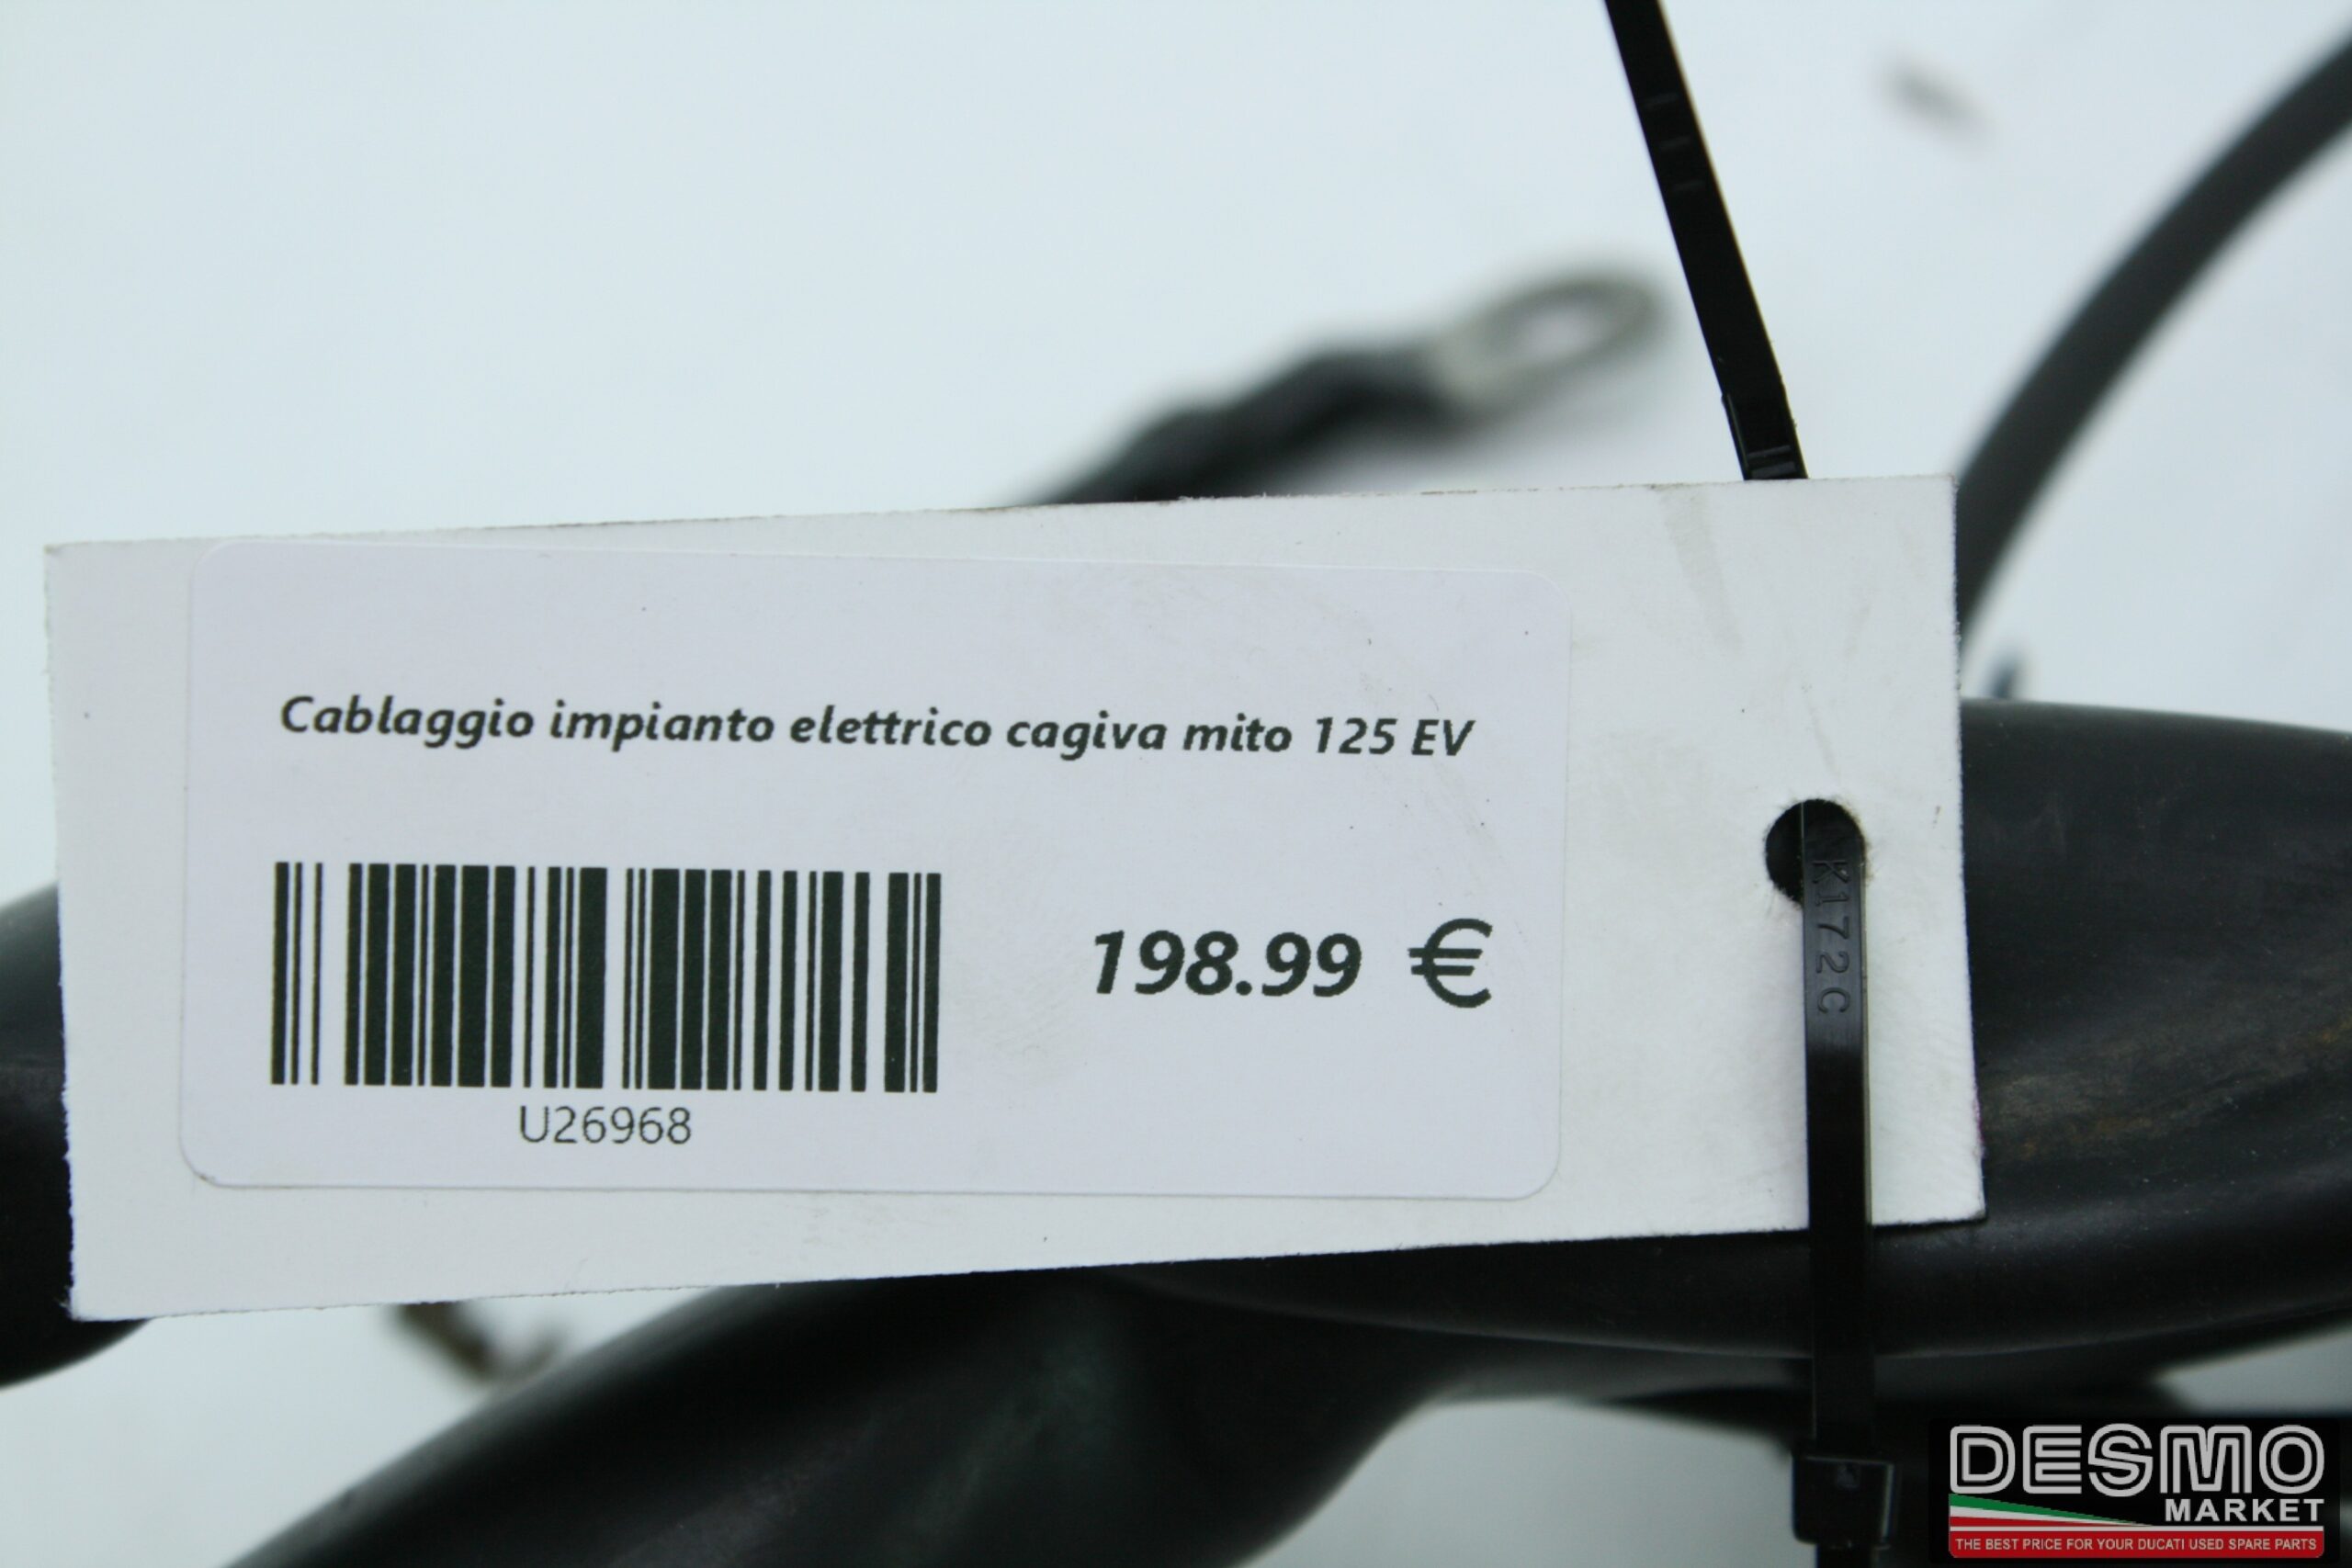 Cablaggio impianto elettrico cagiva mito 125 EV
198.99 €
U26968
K172C
DESMO
MARKET
THE BEST PRICE FOR YOUR DUCATI USED SPARE PARTS